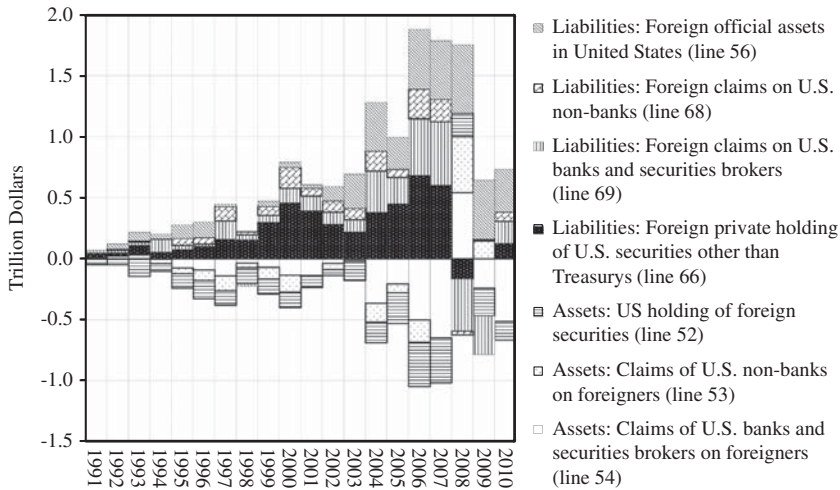 2.0
1.5
1.0
0.5
0.0
-0.5
-1.0
-1.5
Trillion Dollars
1991
1992
1993
1994
1995
1996
1997
1998
1999
2000
2001
2002
2003
2004
2005
2006
2007
2008
2009
2010
Liabilities: Foreign official assets
in United States (line 56)
Liabilities: Foreign claims on U.S.
non-banks (line 68)
Liabilities: Foreign claims on U.S.
banks and securities brokers
(line 69)
Liabilities: Foreign private holding
of U.S. securities other than
Treasurys (line 66)
Assets: US holding of foreign
securities (line 52)
Assets: Claims of U.S. non-banks
on foreigners (line 53)
Assets: Claims of U.S. banks and
securities brokers on foreigners
(line 54)